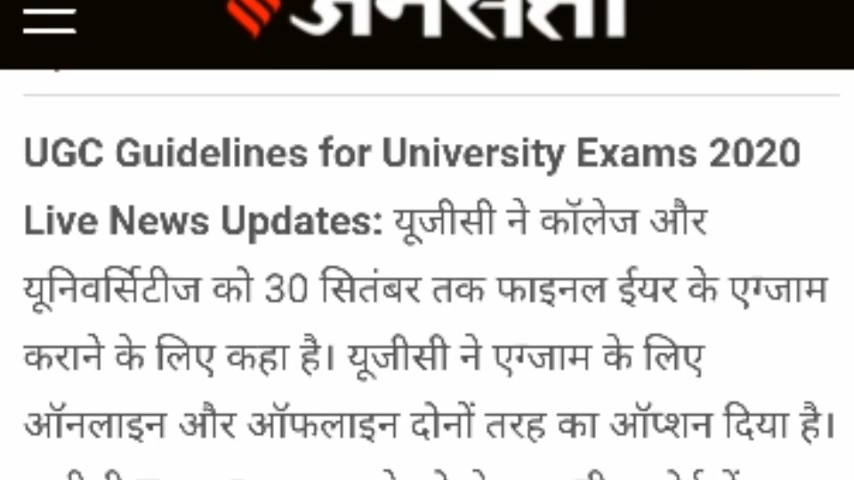 जनसत्ता
UGC Guidelines for University Exams 2020
Live News Updates: यूजीसी ने कॉलेज और
यूनिवर्सिटीज को 30 सितंबर तक फाइनल ईयर के एग्जाम
कराने के लिए कहा है। यूजीसी ने एग्जाम के लिए
ऑनलाइन और ऑफलाइन दोनों तरह का ऑप्शन दिया है।